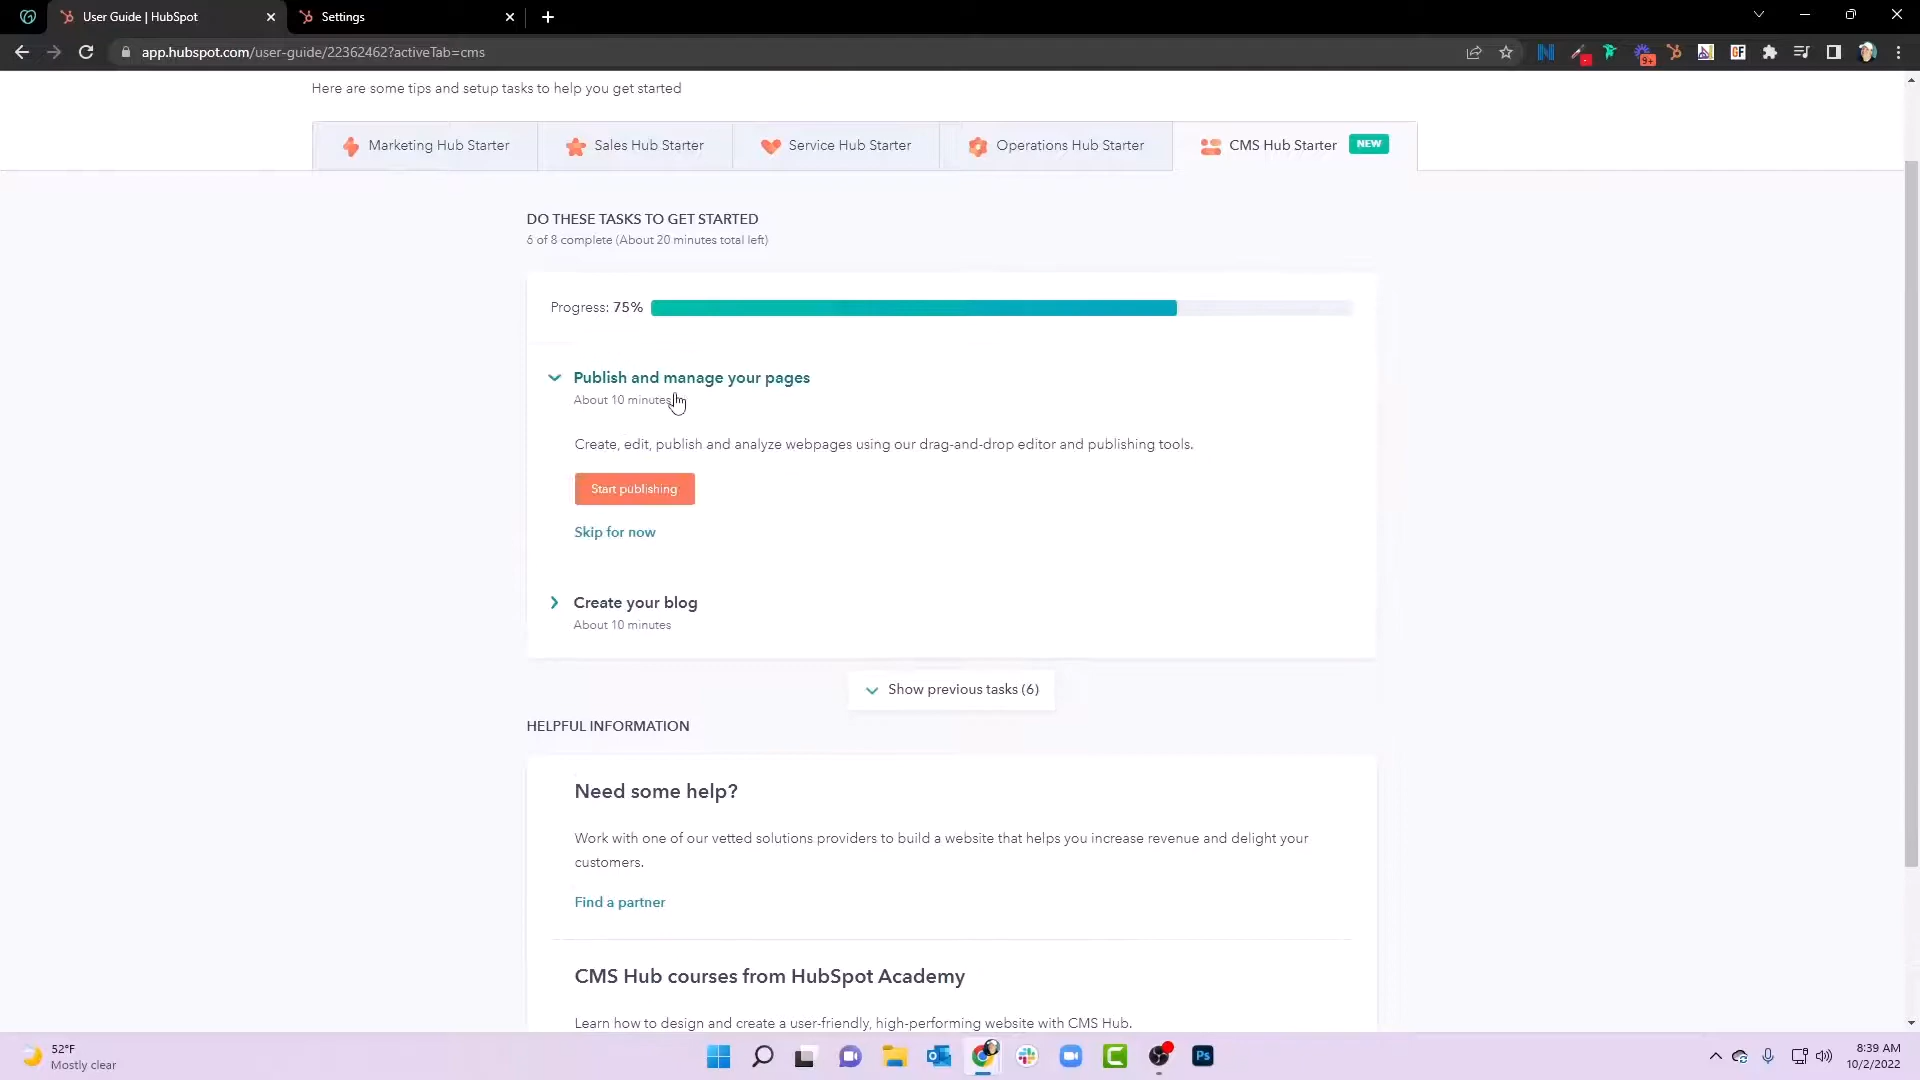 User Guide | HubSpot
Settings
app.hubspot.com/user-guide/22362462?activeTab=cms
9+
Here are some tips and setup tasks to help you get started
Marketing Hub Starter
Sales Hub Starter
Service Hub Starter
Operations Hub Starter
CMS Hub Starter
NEW
DO THESE TASKS TO GET STARTED
6 of 8 complete (About 20 minutes total left)
Progress: 75%
Publish and manage your pages
About 10 minutes
Create, edit, publish and analyze webpages using our drag-and-drop editor and publishing tools.
Start publishing
Skip for now
Create your blog
About 10 minutes
Show previous tasks (6)
HELPFUL INFORMATION
Need some help?
Work with one of our vetted solutions providers to build a website that helps you increase revenue and delight your
customers.
Find a partner
CMS Hub courses from HubSpot Academy
Learn how to design and create a user-friendly, high-performing website with CMS Hub.
52°F
Mostly clear
Ps
8:39 AM
10/2/2022